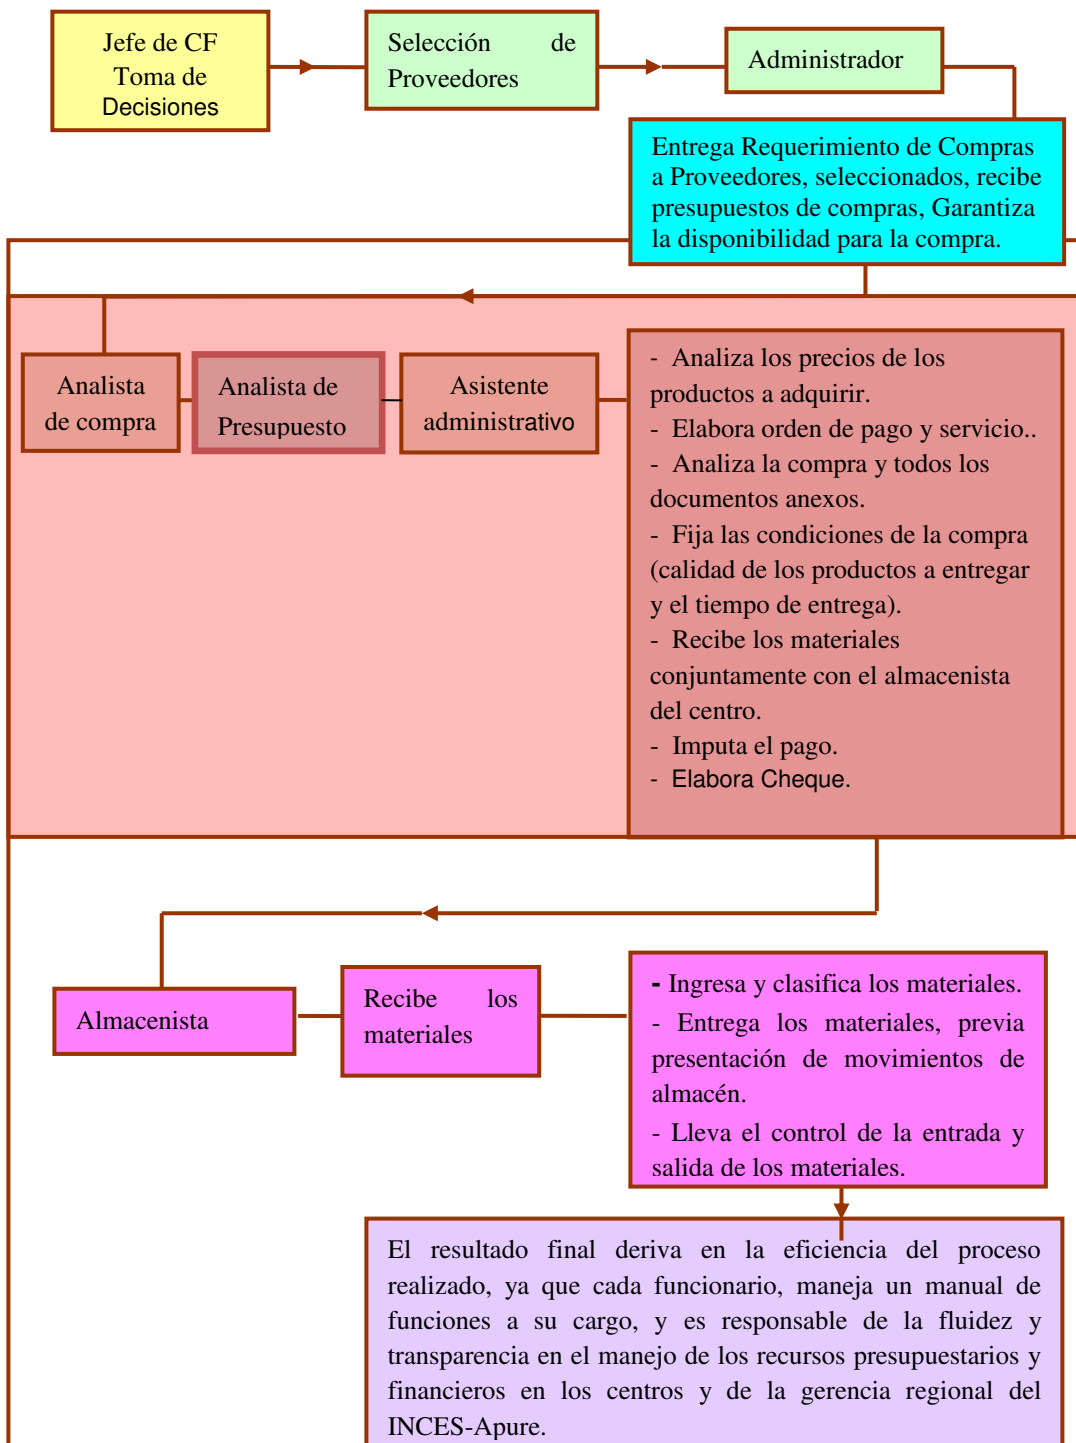 Jefe de CF
Toma de
Decisiones
Selección de
Proveedores
Administrador
Entrega Requerimiento de Compras
a Proveedores, seleccionados, recibe
presupuestos de compras, Garantiza
la disponibilidad para la compra.
Analista
de compra
Analista de
Presupuesto
Asistente
administrativo
- Analiza los precios de los
productos a adquirir.
- Elabora orden de pago y servicio..
- Analiza la compra y todos los
documentos anexos.
- Fija las condiciones de la compra
(calidad de los productos a entregar
y el tiempo de entrega).
- Recibe los materiales
conjuntamente con el almacenista
del centro.
- Imputa el pago.
- Elabora Cheque.
Almacenista
Recibe los
materiales
- Ingresa y clasifica los materiales.
- Entrega los materiales, previa
presentación de movimientos de
almacén.
- Lleva el control de la entrada y
salida de los materiales.
El resultado final deriva en la eficiencia del proceso
realizado, ya que cada funcionario, maneja un manual de
funciones a su cargo, y es responsable de la fluidez y
transparencia en el manejo de los recursos presupuestarios y
financieros en los centros y de la gerencia regional del
INCES-Apure.